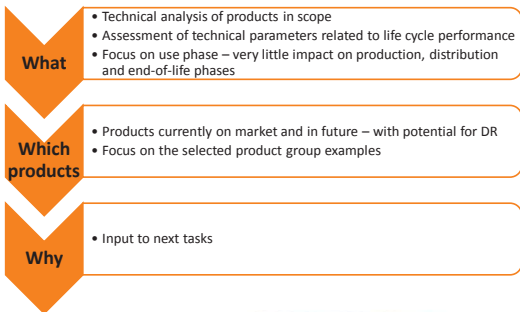 What
• Technical analysis of products in scope
• Assessment of technical parameters related to life cycle performance
• Focus on use phase – very little impact on production, distribution
and end-of-life phases
Which
products
• Products currently on market and in future – with potential for DR
• Focus on the selected product group examples
Why
• Input to next tasks